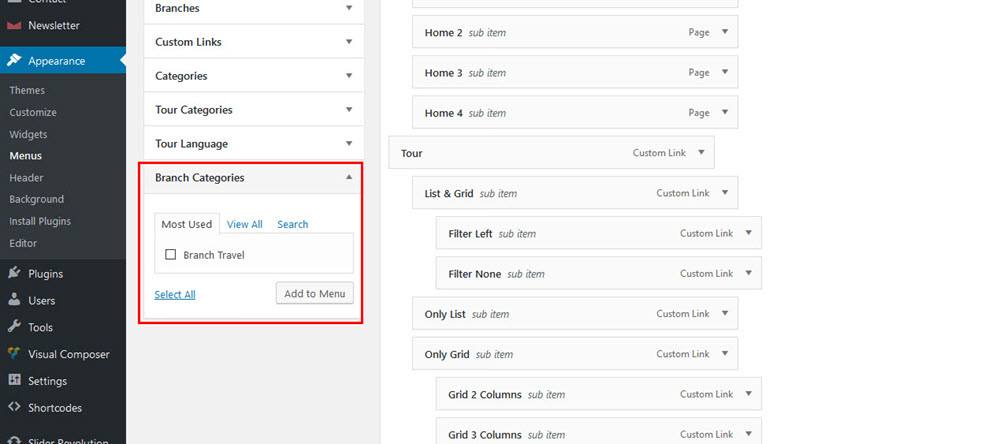 Contact
Newsletter
Appearance
Themes
Customize
Widgets
Menus
Header
Background
Install Plugins
Editor
Plugins
Users
Tools
Visual Composer
Settings
Shortcodes
Slider Revolution
Branches
Custom Links
Categories
Tour Categories
Tour Language
Branch Categories
Most Used View All Search
Branch Travel
Select All Add to Menu
Home 2 sub item Page
Home 3 sub item Page
Home 4 sub item Page
Tour Custom Link
List & Grid sub item Custom Link
Filter Left sub item Custom Link
Filter None sub item Custom Link
Only List sub item Custom Link
Only Grid sub item Custom Link
Grid 2 Columns sub item Custom Link
Grid 3 Columns sub item Custom Link